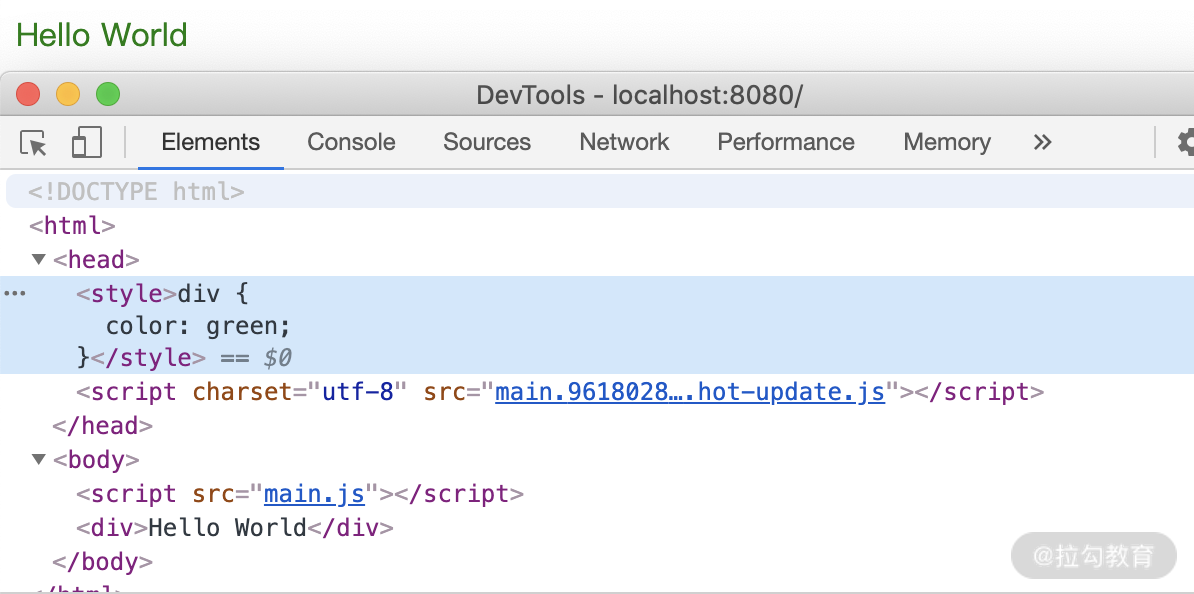 Hello World
DevTools - localhost:8080/
Elements Console Sources Network Performance Memory »
<!DOCTYPE html>
<html>
▼ <head>
… <style>div {
color: green;
}</style> == $0
<script charset="utf-8" src="main.9618028….hot-update.js"></script>
</head>
▼ <body>
<script src="main.js"></script>
<div>Hello World</div>
</body>
</html>
@拉勾教育